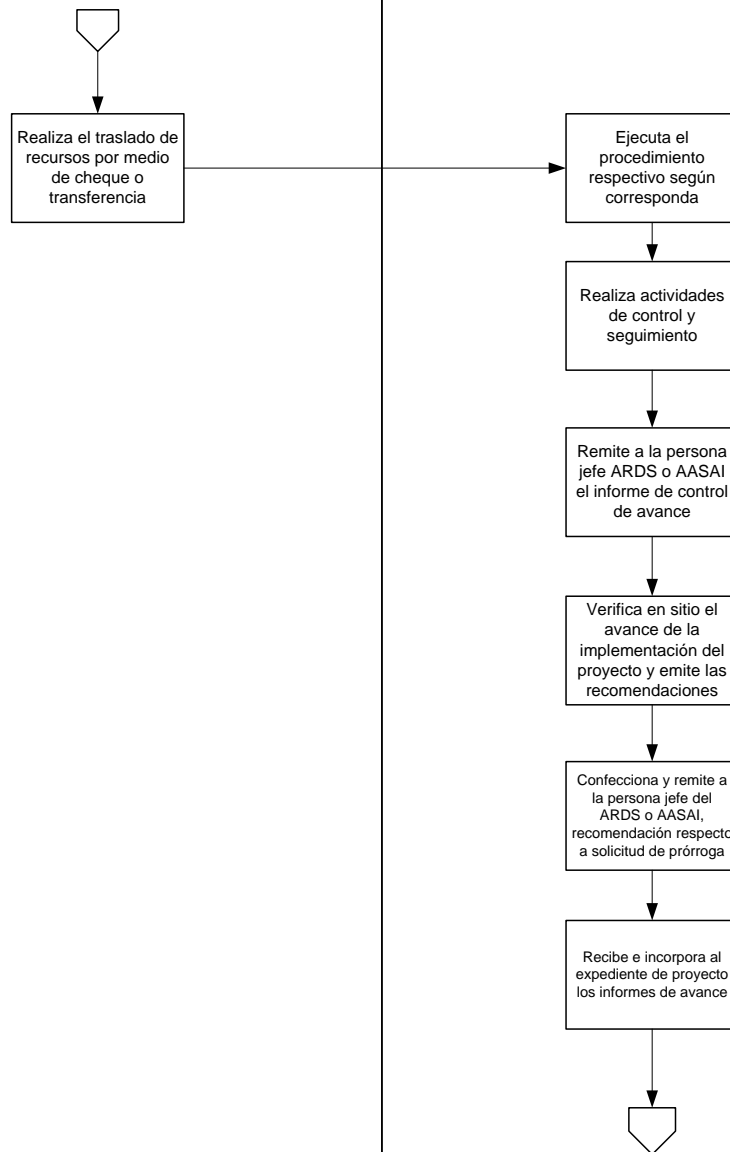 Realiza el traslado de
recursos por medio
de cheque o
transferencia
Ejecuta el
procedimiento
respectivo según
corresponda
Realiza actividades
de control y
seguimiento
Remite a la persona
jefe ARDS o AASAI
el informe de control
de avance
Verifica en sitio el
avance de la
implementación del
proyecto y emite las
recomendaciones
Confecciona y remite a
la persona jefe del
ARDS o AASAI,
recomendación respecto
a solicitud de prórroga
Recibe e incorpora al
expediente de proyecto
los informes de avance